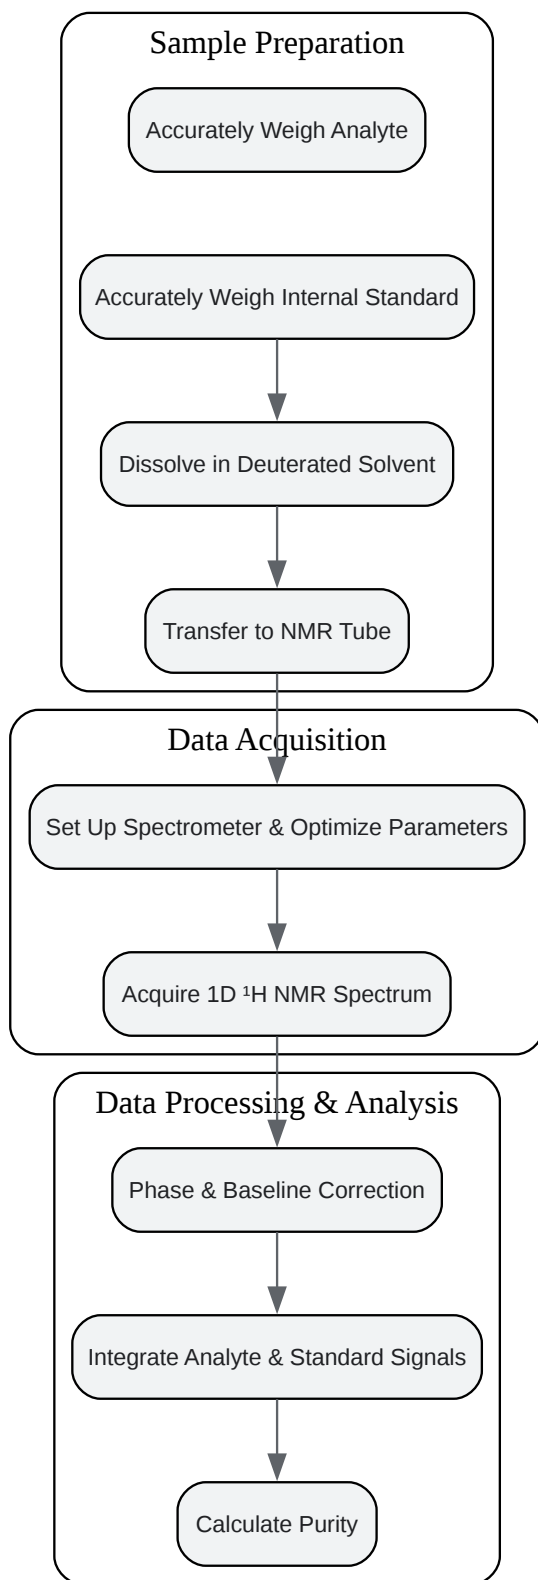 Sample Preparation
Accurately Weigh Analyte
Accurately Weigh Internal Standard
Dissolve in Deuterated Solvent
Transfer to NMR Tube
Data Acquisition
Set Up Spectrometer & Optimize Parameters
Acquire 1D ¹H NMR Spectrum
Data Processing & Analysis
Phase & Baseline Correction
Integrate Analyte & Standard Signals
Calculate Purity